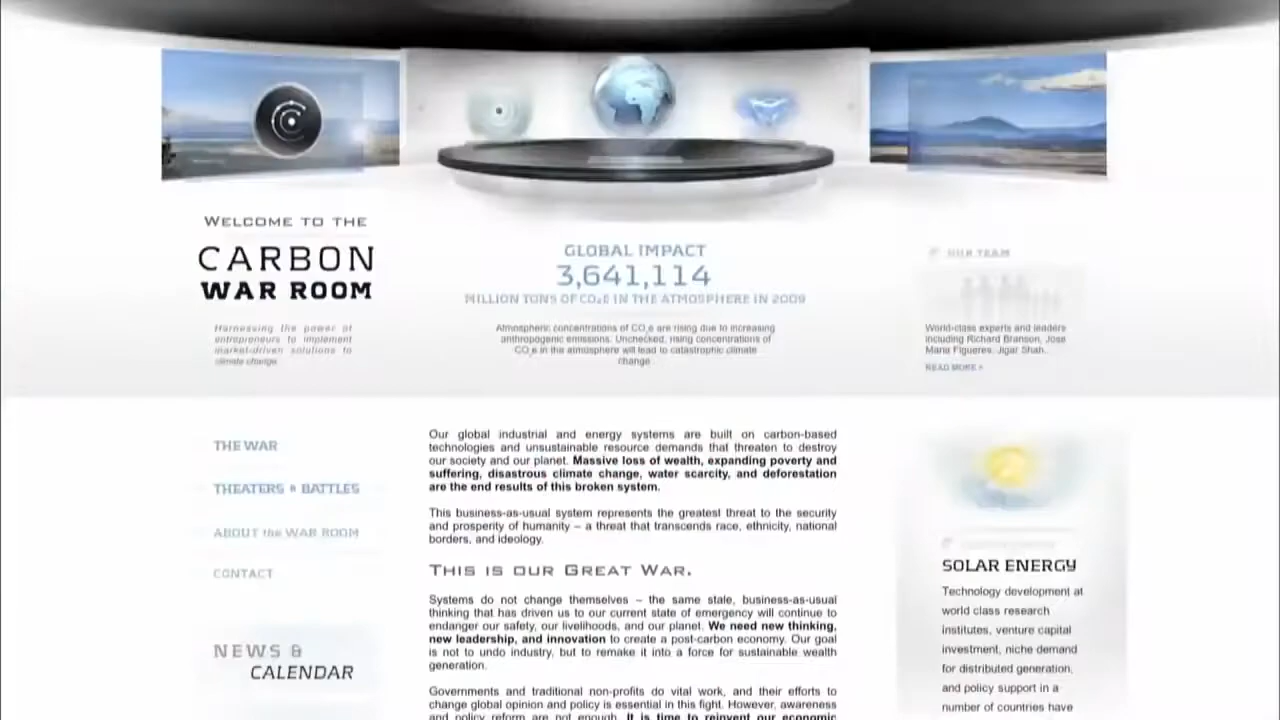 WELCOME TO THE
CARBON
WAR ROOM
Harnessing the power of
entrepreneurs to implement
market-driven solutions to
climate change.
GLOBAL IMPACT
3,641,114
MILLION TONS OF CO₂E IN THE ATMOSPHERE IN 2009
Atmospheric concentrations of CO₂e are rising due to increasing
anthropogenic emissions. Unchecked, rising concentrations of
CO₂e in the atmosphere will lead to catastrophic climate
change.
OUR TEAM
World-class experts and leaders
including Richard Branson, Jose
Maria Figueres, Jigar Shah...
READ MORE »
THE WAR
THEATERS & BATTLES
ABOUT the WAR ROOM
CONTACT
NEWS &
CALENDAR
Our global industrial and energy systems are built on carbon-based
technologies and unsustainable resource demands that threaten to destroy
our society and our planet. Massive loss of wealth, expanding poverty and
suffering, disastrous climate change, water scarcity, and deforestation
are the end results of this broken system.
This business-as-usual system represents the greatest threat to the security
and prosperity of humanity – a threat that transcends race, ethnicity, national
borders, and ideology.
THIS IS OUR GREAT WAR.
Systems do not change themselves – the same stale, business-as-usual
thinking that has driven us to our current state of emergency will continue to
endanger our safety, our livelihoods, and our planet. We need new thinking,
new leadership, and innovation to create a post-carbon economy. Our goal
is not to undo industry, but to remake it into a force for sustainable wealth
generation.
Governments and traditional non-profits do vital work, and their efforts to
change global opinion and policy is essential in this fight. However, awareness
and policy reform are not enough. It is time to reinvent our economic
SOLAR ENERGY
Technology development at
world class research
institutes, venture capital
investment, niche demand
for distributed generation,
and policy support in a
number of countries have